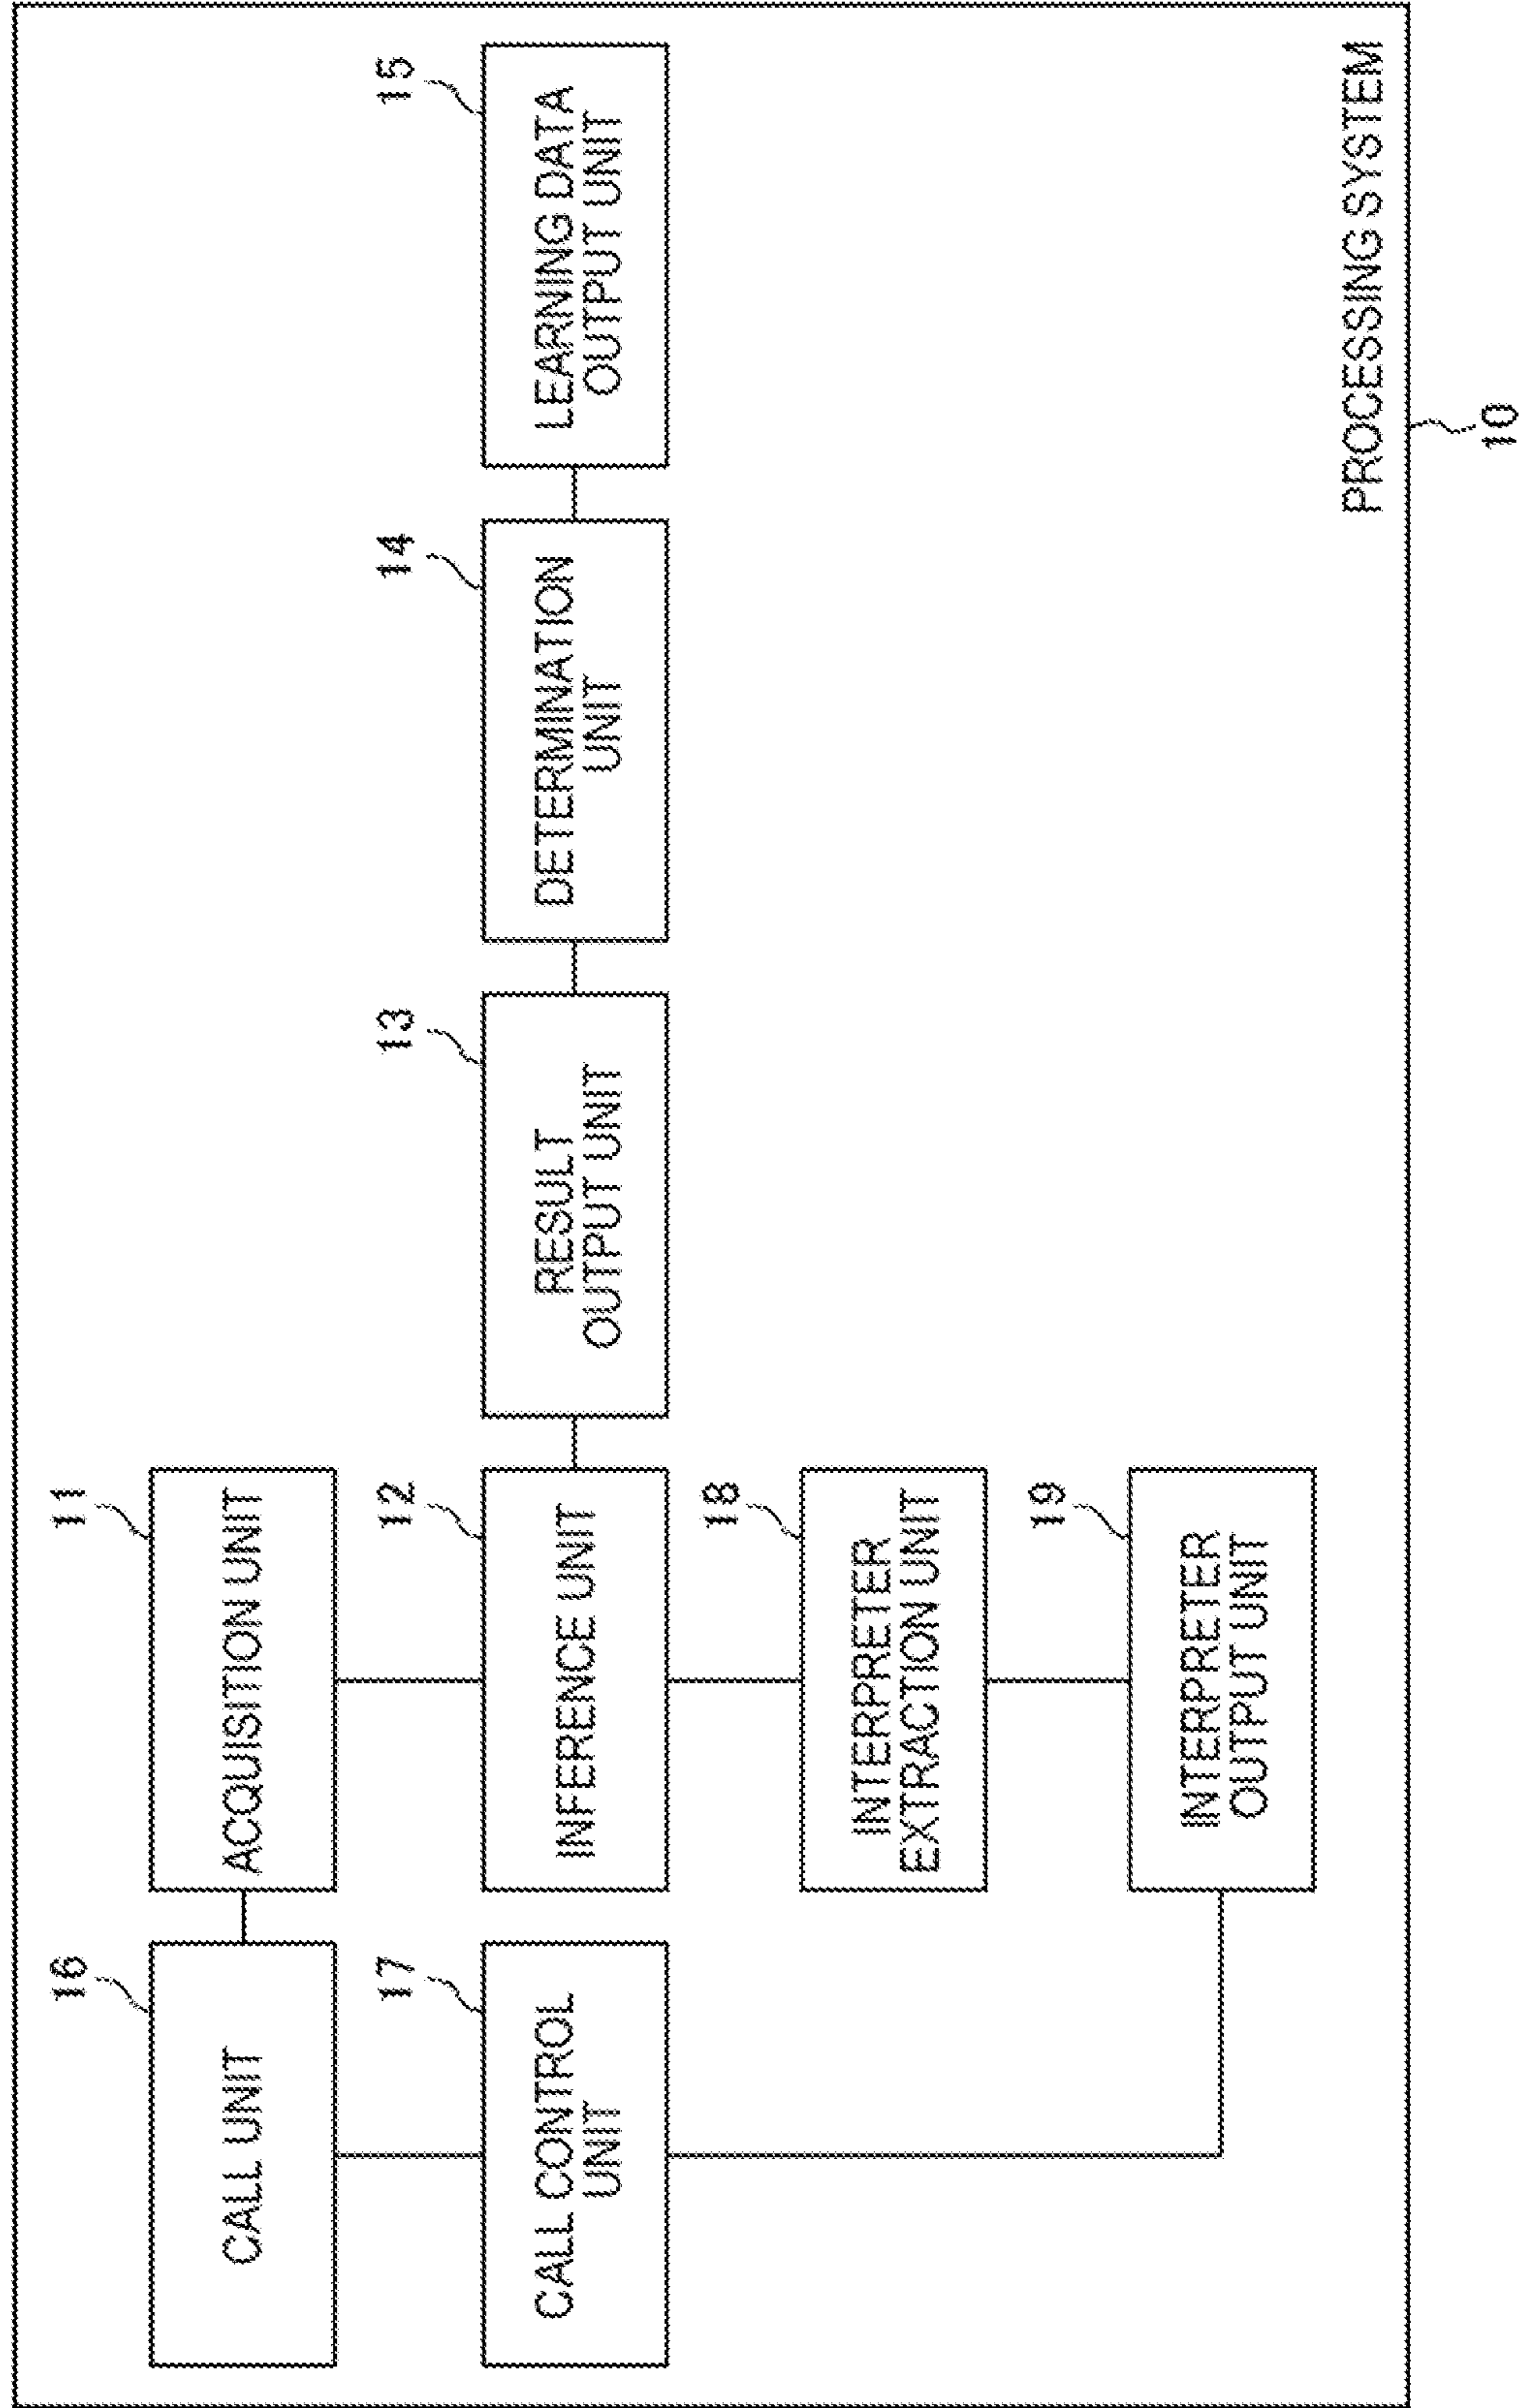 16
CALL UNIT
11
ACQUISITION UNIT
17
CALL CONTROL
UNIT
12
INFERENCE UNIT
13
RESULT
OUTPUT UNIT
14
DETERMINATION
UNIT
15
LEARNING DATA
OUTPUT UNIT
18
INTERPRETER
EXTRACTION UNIT
19
INTERPRETER
OUTPUT UNIT
PROCESSING SYSTEM
10